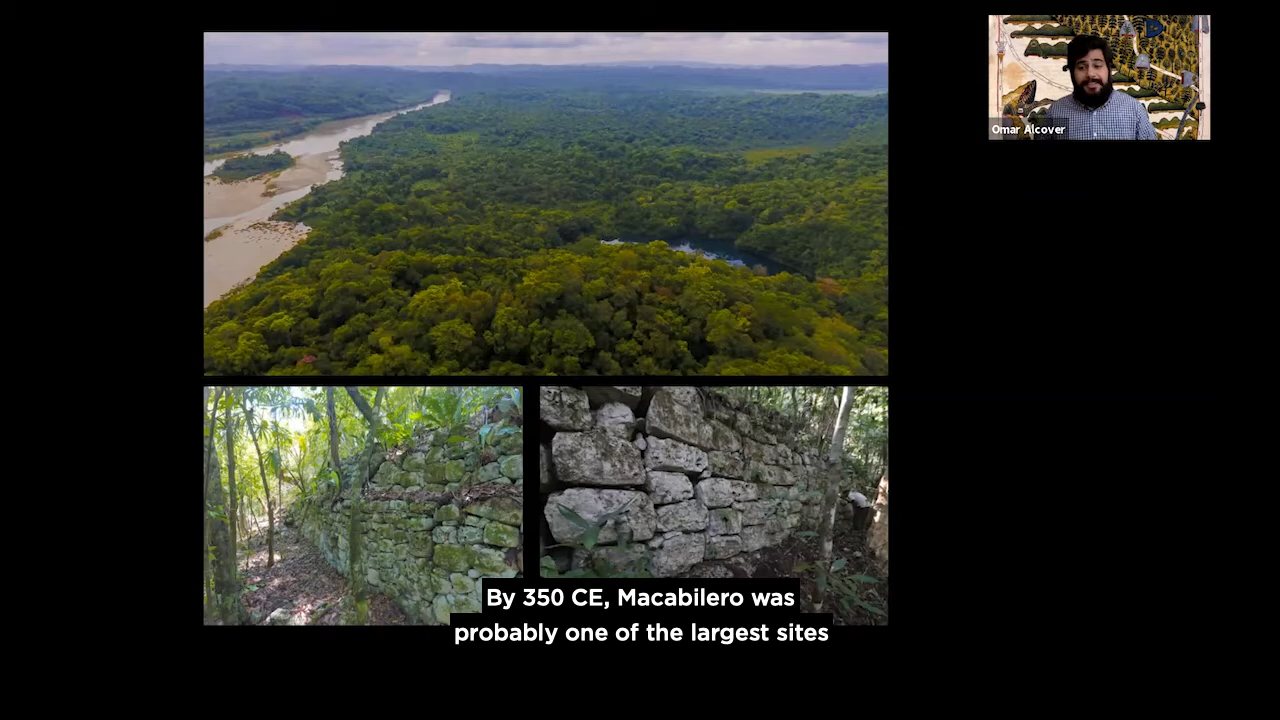 Omar Alcover
By 350 CE, Macabilero was
probably one of the largest sites